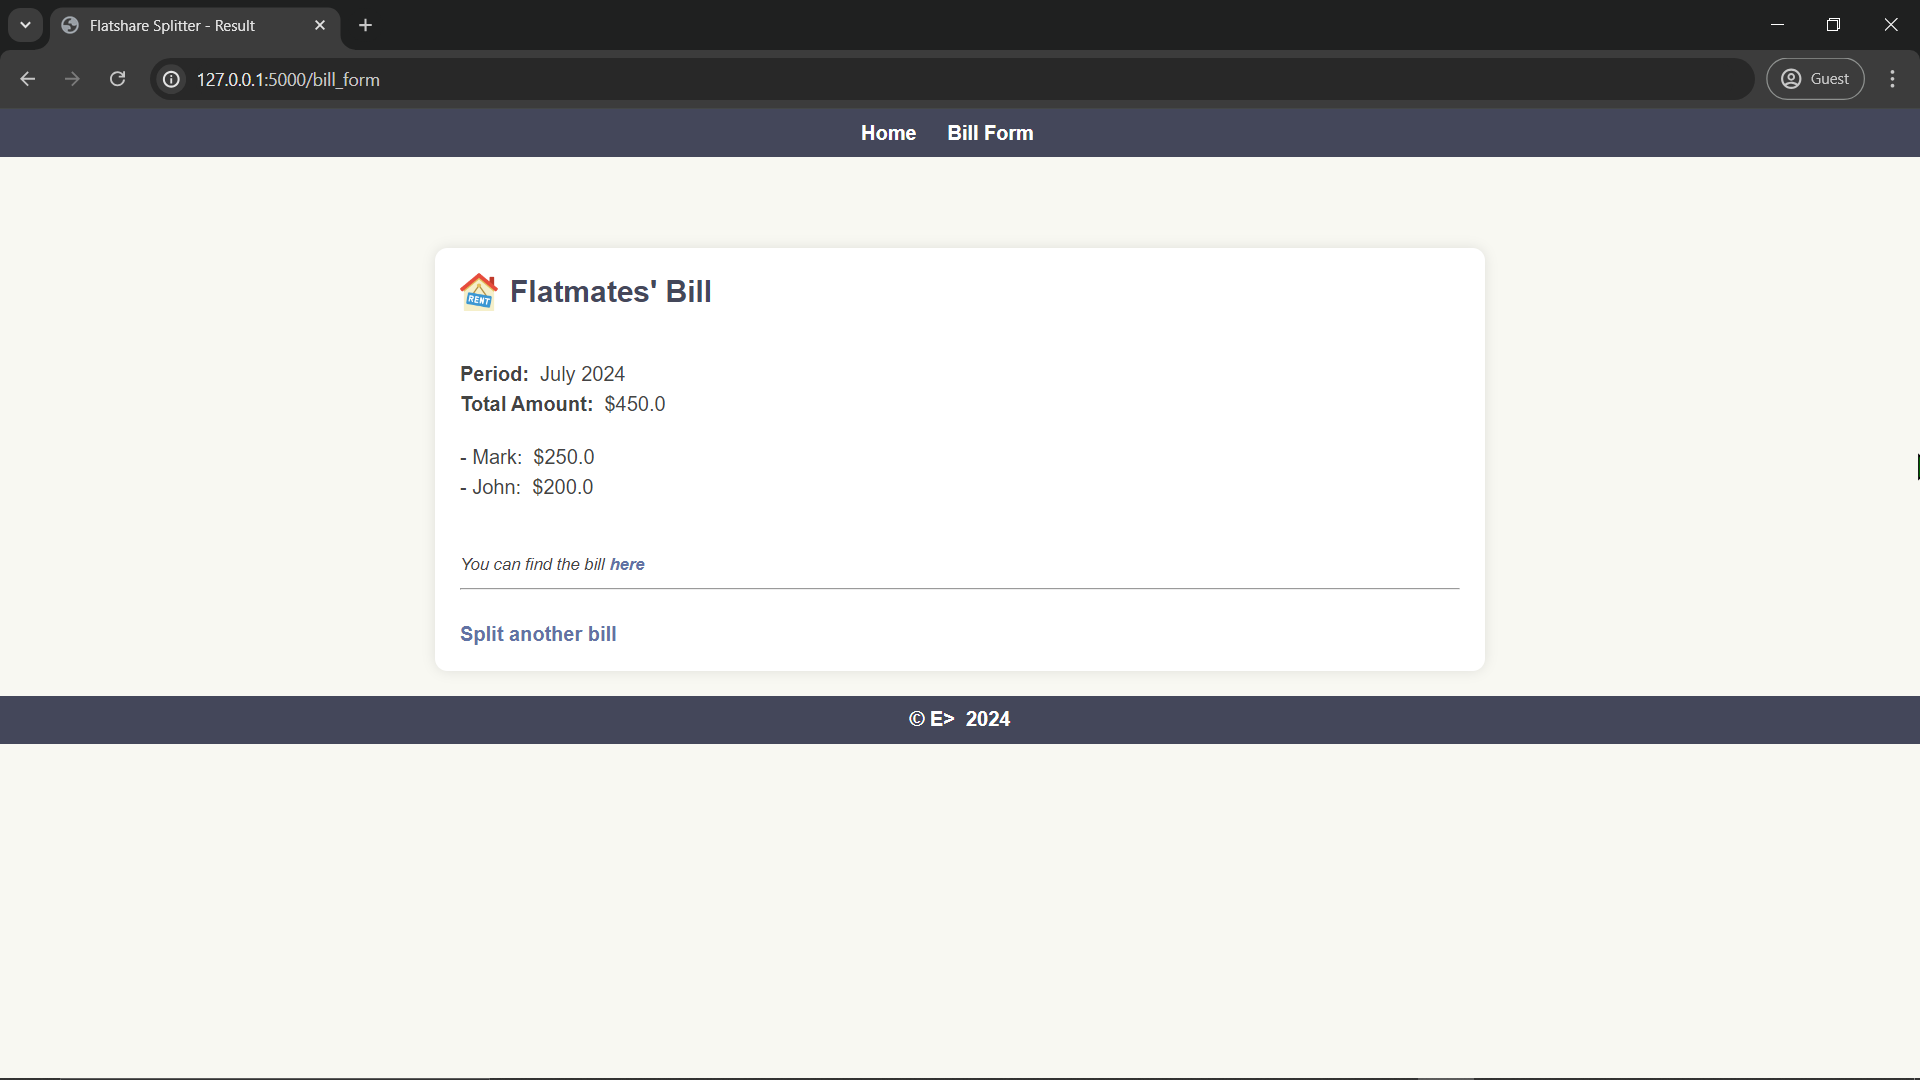 Flatshare Splitter - Result
127.0.0.1:5000/bill_form
Guest
Home Bill Form
RENT
Flatmates' Bill
Period: July 2024
Total Amount: $450.0
- Mark: $250.0
- John: $200.0
You can find the bill here
Split another bill
© E> 2024